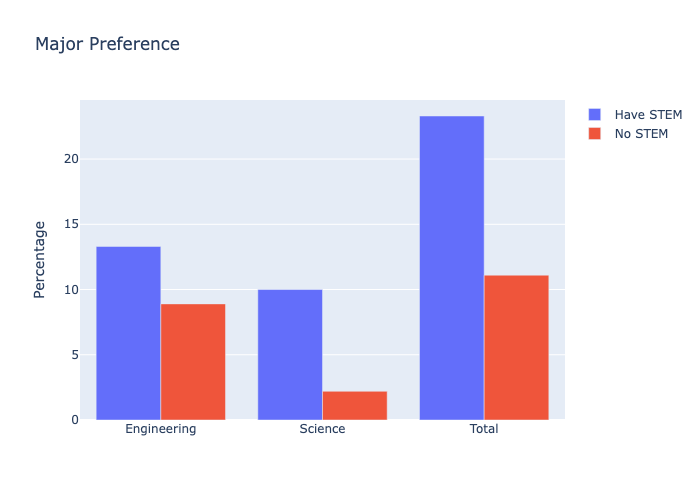 Major Preference
Have STEM
No STEM
Percentage
20
15
10
5
0
Engineering
Science
Total